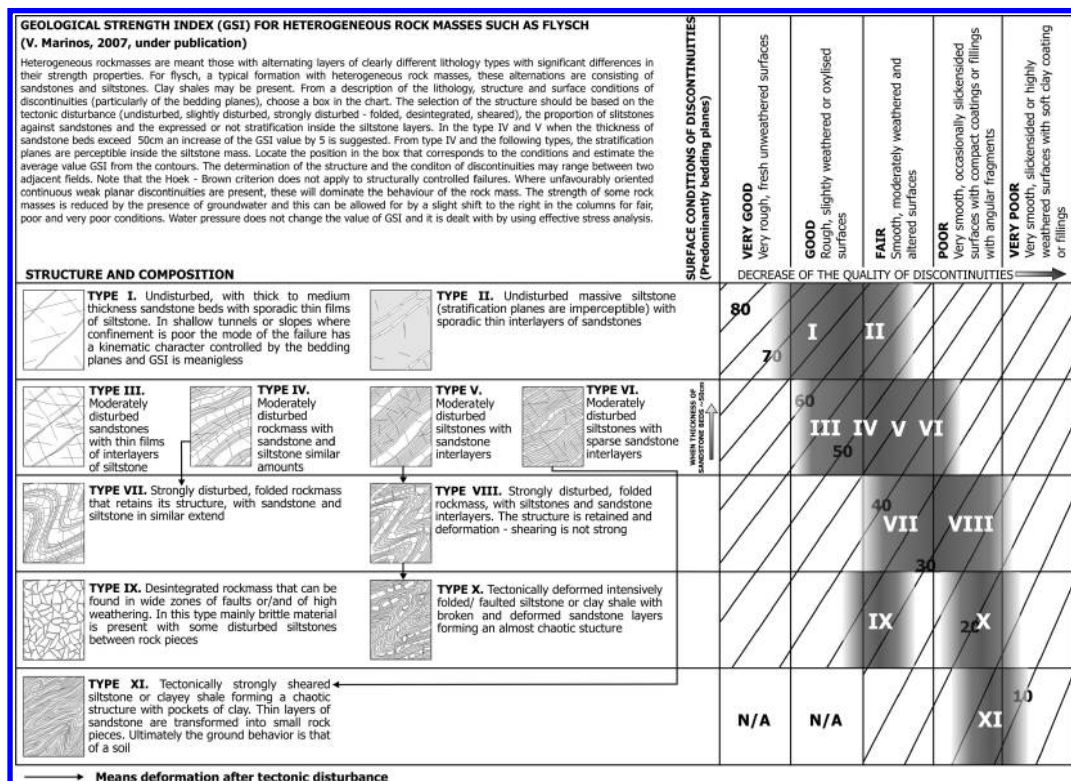 GEOLOGICAL STRENGTH INDEX (GSI) FOR HETEROGENEOUS ROCK MASSES SUCH AS FLYSCH
(V. Marinos, 2007, under publication)
Heterogeneous rockmasses are meant those with alternating layers of clearly different lithology types with significant differences in
their strength properties. For flysch, a typical formation with heterogeneous rock masses, these alternations are consisting of
sandstones and siltstones. Clay shales may be present. From a description of the lithology, structure and surface conditions of
discontinuities (particularly of the bedding planes), choose a box in the chart. The selection of the structure should be based on the
tectonic disturbance (undisturbed, slightly disturbed, strongly disturbed - folded, desintegrated, sheared), the proportion of slitstones
against sandstones and the expressed or not stratification inside the siltstone layers. In the type IV and V when the thickness of
sandstone beds exceed 50cm an increase of the GSI value by 5 is suggested. From type IV and the following types, the stratification
planes are perceptible inside the siltstone mass. Locate the position in the box that corresponds to the conditions and estimate the
average value GSI from the contours. The determination of the structure and the conditon of discontinuities may range between two
adjacent fields. Note that the Hoek - Brown criterion does not apply to structurally controlled failures. Where unfavourably oriented
continuous weak planar discontinuities are present, these will dominate the behaviour of the rock mass. The strength of some rock
masses is reduced by the presence of groundwater and this can be allowed for by a slight shift to the right in the columns for fair,
poor and very poor conditions. Water pressure does not change the value of GSI and it is dealt with by using effective stress analysis.
STRUCTURE AND COMPOSITION
SURFACE CONDITIONS OF DISCONTINUITIES
(Predominantly bedding planes)
VERY GOOD
Very rough, fresh unweathered surfaces
GOOD
Rough, slightly weathered or oxylised
surfaces
FAIR
Smooth, moderately weathered and
altered surfaces
POOR
Very smooth, occasionally slickensided
surfaces with compact coatings or fillings
with angular fragments
VERY POOR
Very smooth, slickensided or highly
weathered surfaces with soft clay coating
or fillings
DECREASE OF THE QUALITY OF DISCONTINUITIES
TYPE I. Undisturbed, with thick to medium
thickness sandstone beds with sporadic thin films
of siltstone. In shallow tunnels or slopes where
confinement is poor the mode of the failure has
a kinematic character controlled by the bedding
planes and GSI is meanigless
TYPE II. Undisturbed massive siltstone
(stratification planes are imperceptible) with
sporadic thin interlayers of sandstones
80
I
II
70
TYPE III.
Moderately
disturbed
sandstones
with thin films
of interlayers
of siltstone
TYPE IV.
Moderately
disturbed
rockmass with
sandstone and
siltstone similar
amounts
TYPE V.
Moderately
disturbed
siltstones with
sandstone
interlayers
TYPE VI.
Moderately
disturbed
siltstones with
sparse sandstone
interlayers
WHEN THICKNESS OF
SANDSTONE BEDS ~50cm
60
III IV V VI
50
TYPE VII. Strongly disturbed, folded rockmass
that retains its structure, with sandstone and
siltstone in similar extend
TYPE VIII. Strongly disturbed, folded
rockmass, with siltstones and sandstone
interlayers. The structure is retained and
deformation - shearing is not strong
40
VII VIII
30
TYPE IX. Desintegrated rockmass that can be
found in wide zones of faults or/and of high
weathering. In this type mainly brittle material
is present with some disturbed siltstones
between rock pieces
TYPE X. Tectonically deformed intensively
folded/ faulted siltstone or clay shale with
broken and deformed sandstone layers
forming an almost chaotic stucture
IX
20 X
TYPE XI. Tectonically strongly sheared
siltstone or clayey shale forming a chaotic
structure with pockets of clay. Thin layers of
sandstone are transformed into small rock
pieces. Ultimately the ground behavior is that
of a soil
N/A
N/A
10
XI
Means deformation after tectonic disturbance